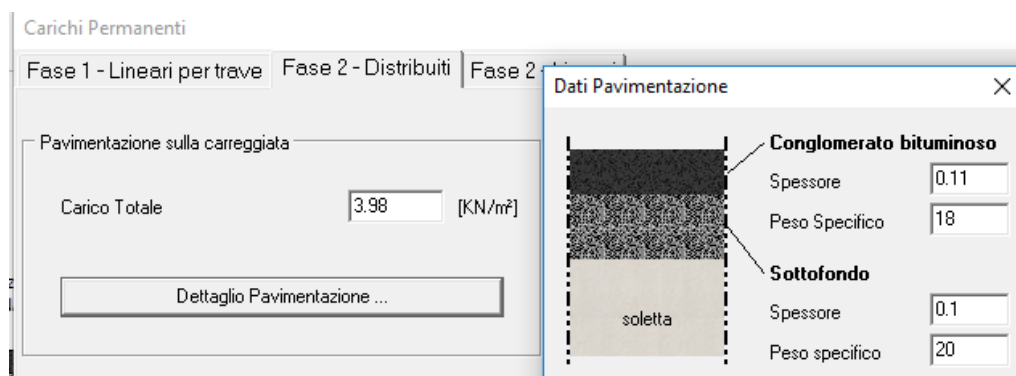 Carichi Permanenti
Fase 1 - Lineari per trave
Fase 2 - Distribuiti
Fase 2
Pavimentazione sulla carreggiata
Carico Totale
3.98
[KN/m²]
Dettaglio Pavimentazione ...
Dati Pavimentazione
Conglomerato bituminoso
Spessore
0.11
Peso Specifico
18
Sottofondo
Spessore
0.1
Peso specifico
20
soletta